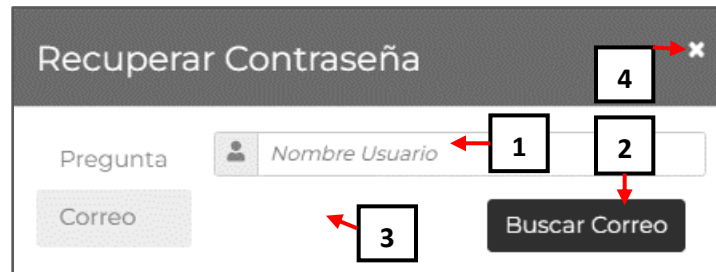 Recuperar Contraseña
4
Pregunta
Nombre Usuario
1
2
Correo
3
Buscar Correo